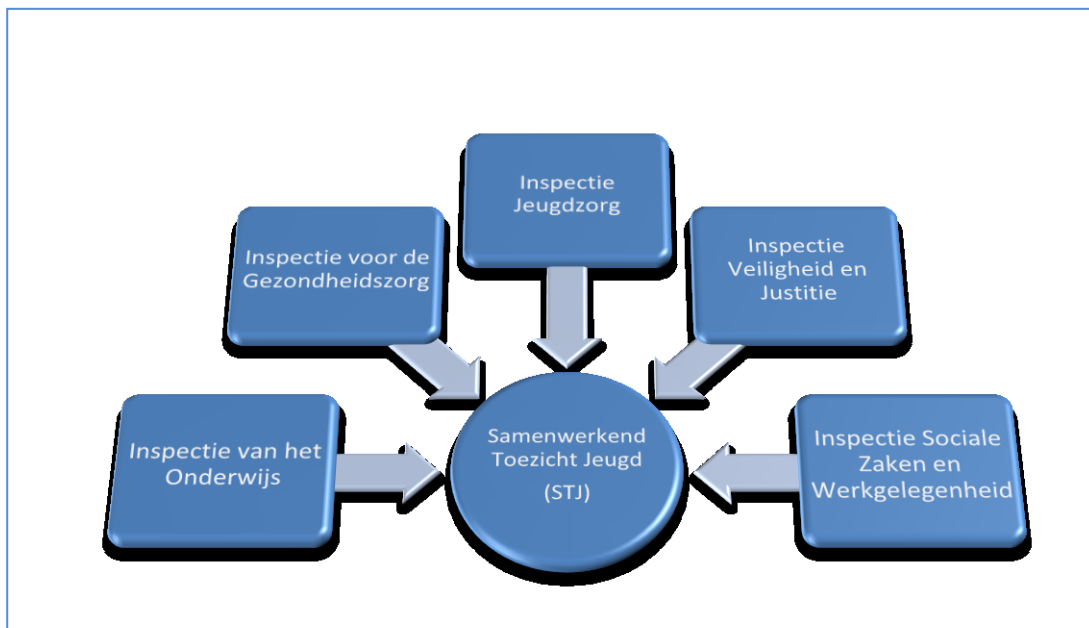 Inspectie
Jeugdzorg
Inspectie voor de
Gezondheidszorg
Inspectie
Veiligheid en
Justitie
Inspectie van het
Onderwijs
Samenwerkend
Toezicht Jeugd
(STJ)
Inspectie Sociale
Zaken en
Werkgelegenheid